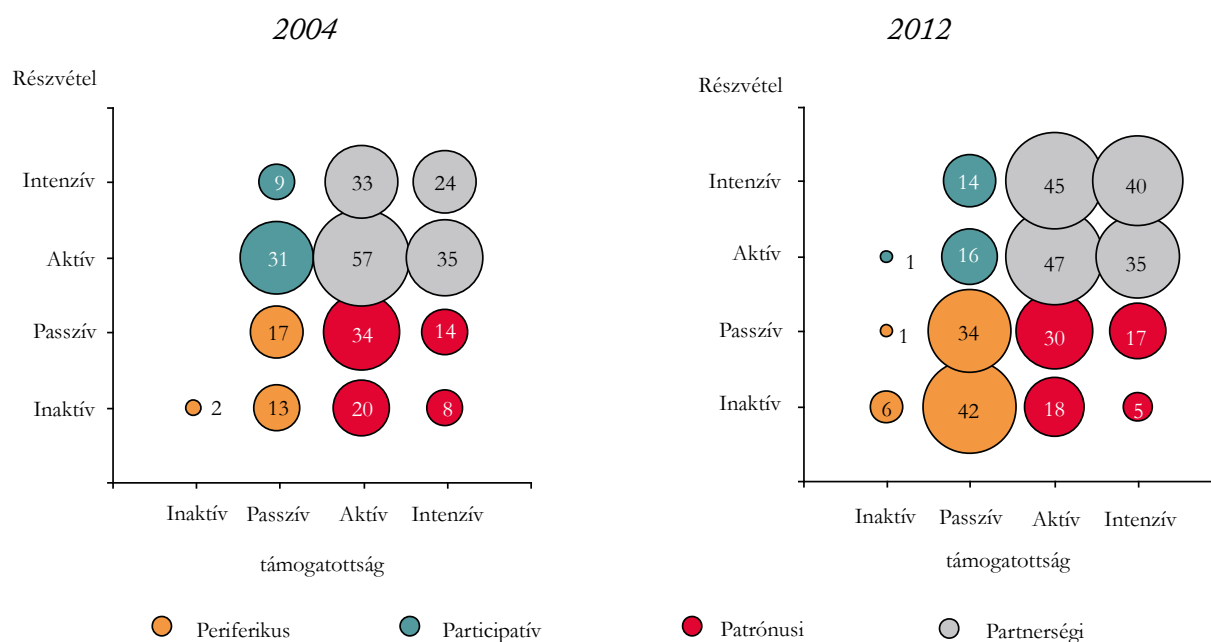 2004
2012
Részvétel
Intenzív
9 33 24
Aktív
31 57 35
Passzív
17 34 14
Inaktív
2 13 20 8
Inaktív Passzív Aktív Intenzív
támogatottság
Részvétel
Intenzív
14 45 40
Aktív
1 16 47 35
Passzív
1 34 30 17
Inaktív
6 42 18 5
Inaktív Passzív Aktív Intenzív
támogatottság
Periferikus Participatív Patrónusi Partnerségi